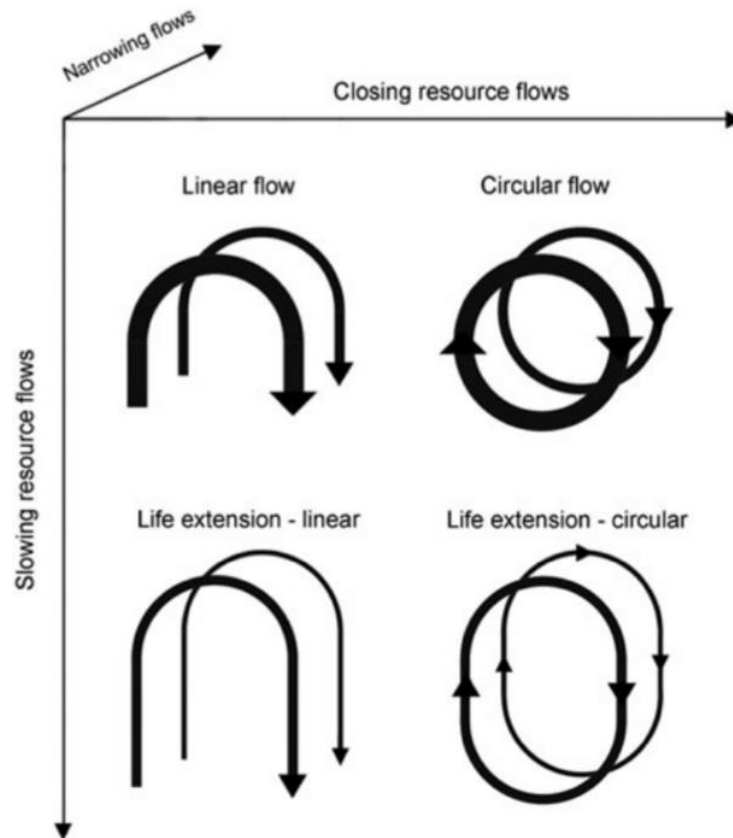 Narrowing flows
Closing resource flows
Linear flow
Circular flow
Slowing resource flows
Life extension - linear
Life extension - circular